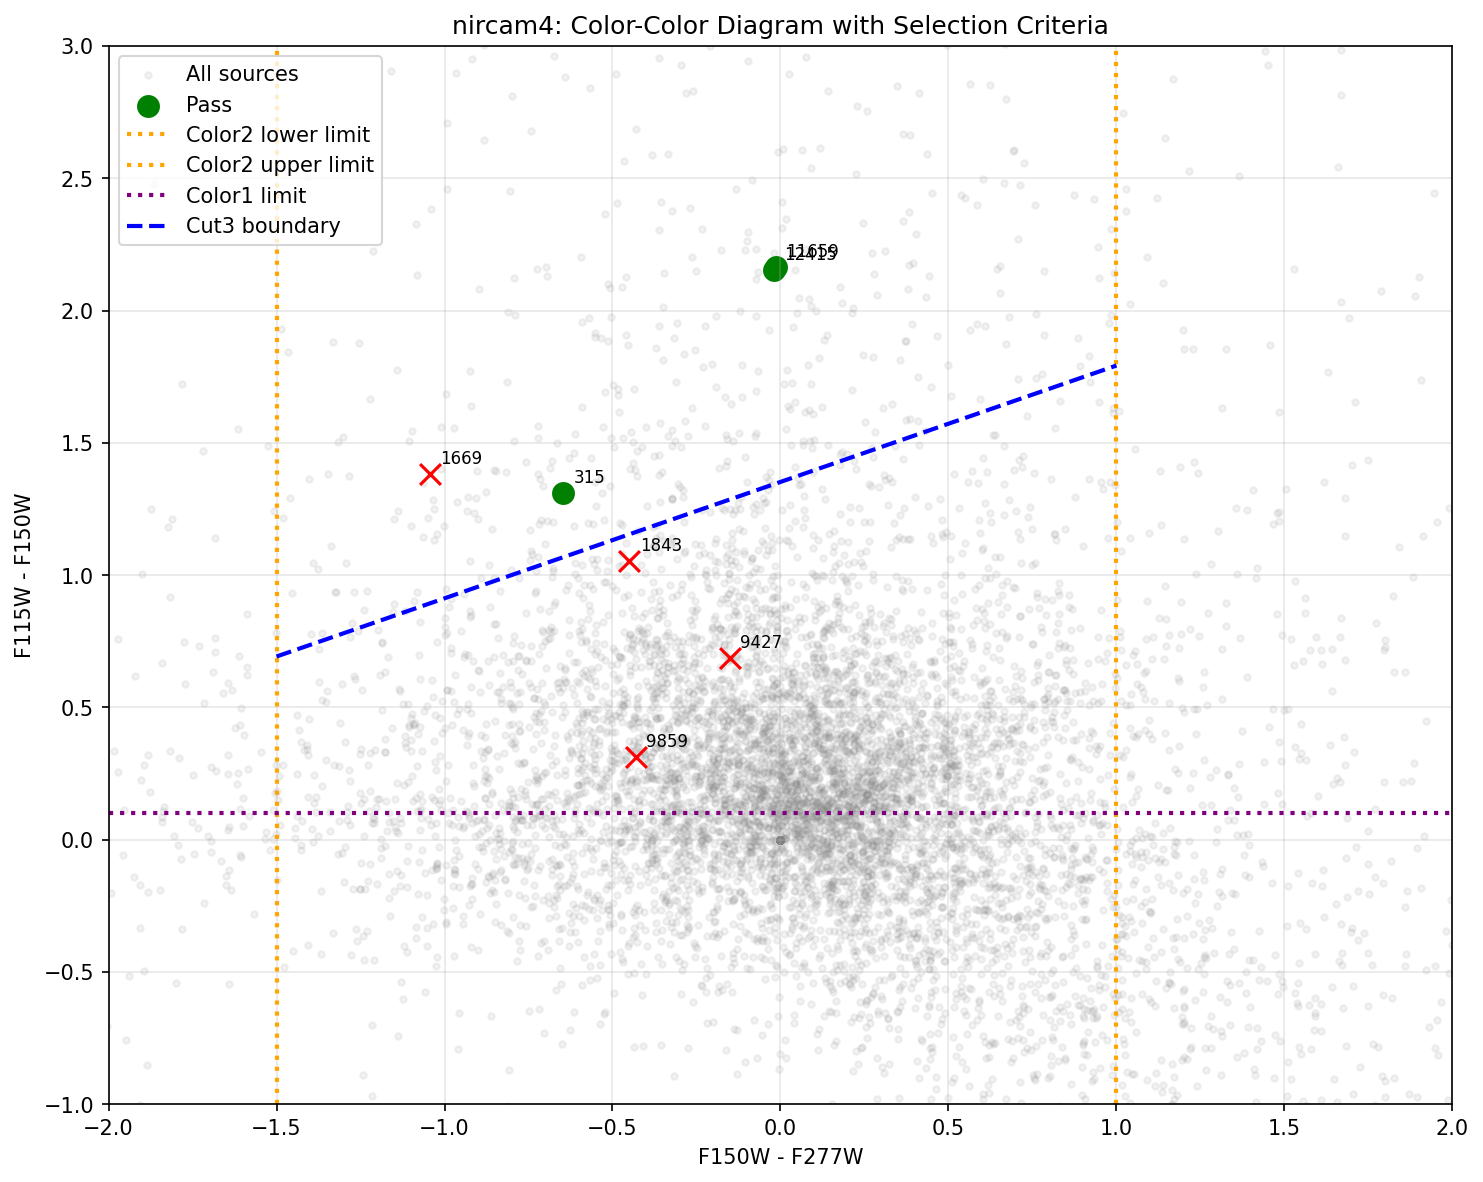 nircam4: Color-Color Diagram with Selection Criteria
All sources
Pass
Color2 lower limit
Color2 upper limit
Color1 limit
Cut3 boundary
3.0
2.5
2.0
1.5
1.0
0.5
0.0
−0.5
−1.0
F115W - F150W
11659
12415
1669
315
1843
9427
9859
−2.0
−1.5
−1.0
−0.5
0.0
0.5
1.0
1.5
2.0
F150W - F277W